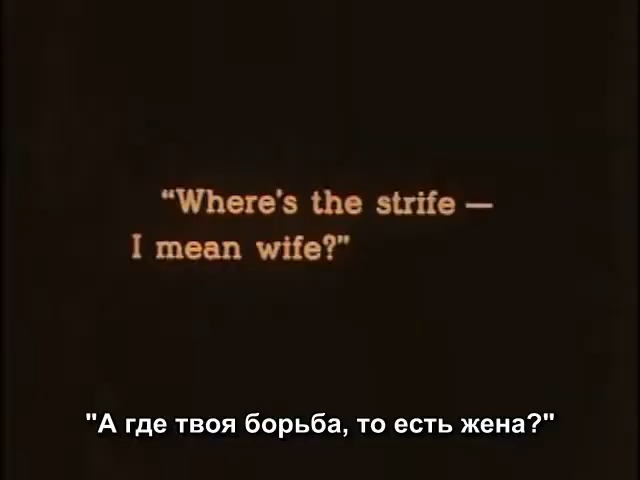 “Where's the strife —
I mean wife?”
"А где твоя борьба, то есть жена?"